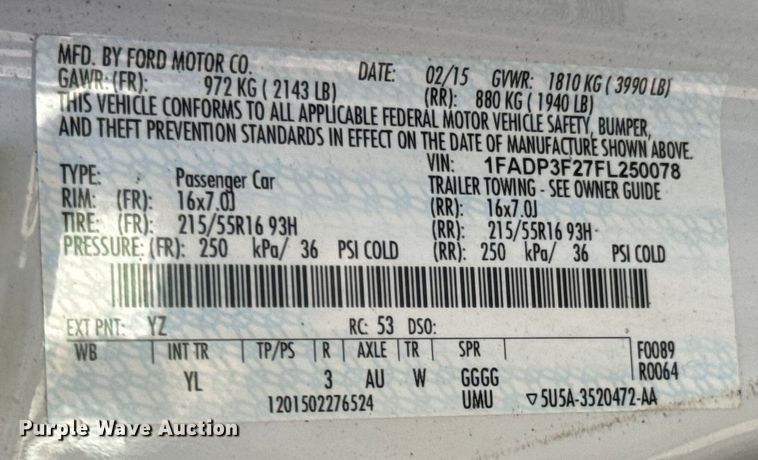 MFD. BY FORD MOTOR CO. DATE: 02/15 GVWR: 1810 KG ( 3990 LB)
GAWR: (FR): 972 KG ( 2143 LB) (RR): 880 KG ( 1940 LB)
THIS VEHICLE CONFORMS TO ALL APPLICABLE FEDERAL MOTOR VEHICLE SAFETY, BUMPER,
AND THEFT PREVENTION STANDARDS IN EFFECT ON THE DATE OF MANUFACTURE SHOWN ABOVE.
VIN: 1FADP3F27FL250078
TYPE: Passenger Car TRAILER TOWING - SEE OWNER GUIDE
RIM: (FR): 16x7.0J (RR): 16x7.0J
TIRE: (FR): 215/55R16 93H (RR): 215/55R16 93H
PRESSURE: (FR): 250 kPa/ 36 PSI COLD (RR): 250 kPa/ 36 PSI COLD
EXT PNT: YZ RC: 53 DSO:
WB INT TR TP/PS R AXLE TR SPR F0089
YL 3 AU W GGGG R0064
1201502276524 UMU ▽5U5A-3520472-AA
Purple Wave Auction